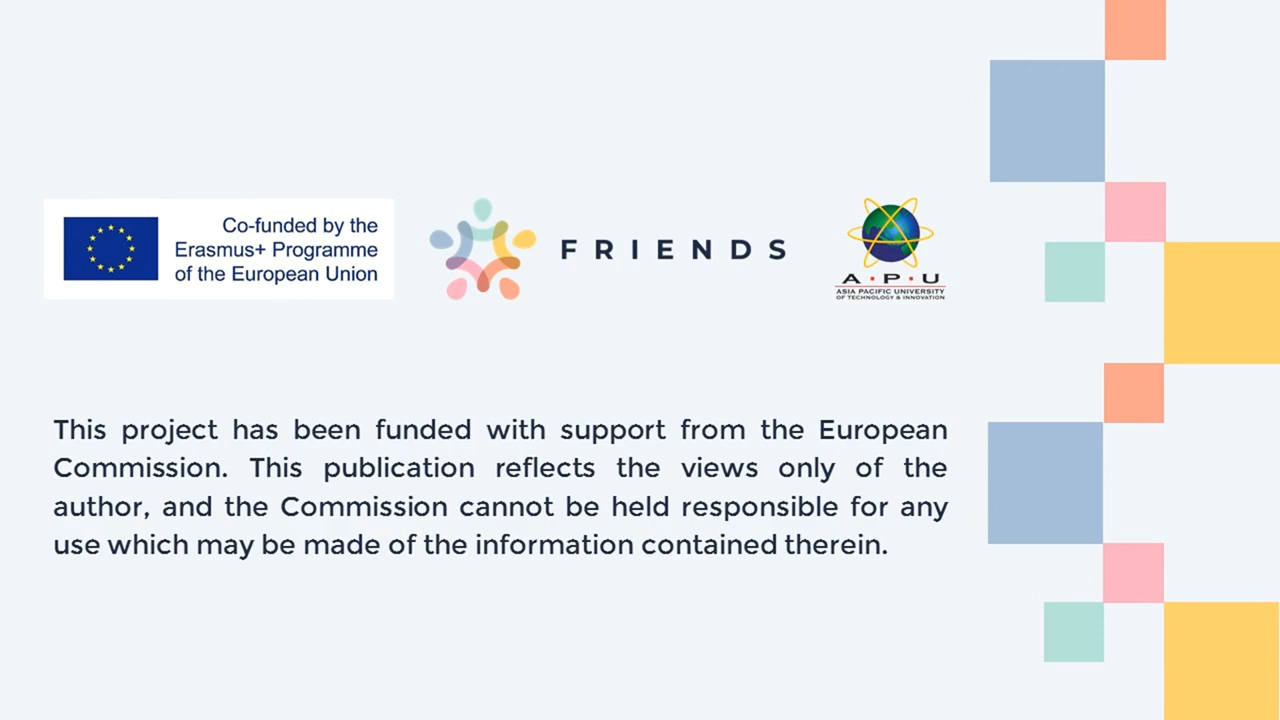 Co-funded by the
Erasmus+ Programme
of the European Union
FRIENDS
A·P·U
ASIA PACIFIC UNIVERSITY
OF TECHNOLOGY & INNOVATION
This project has been funded with support from the European
Commission. This publication reflects the views only of the
author, and the Commission cannot be held responsible for any
use which may be made of the information contained therein.